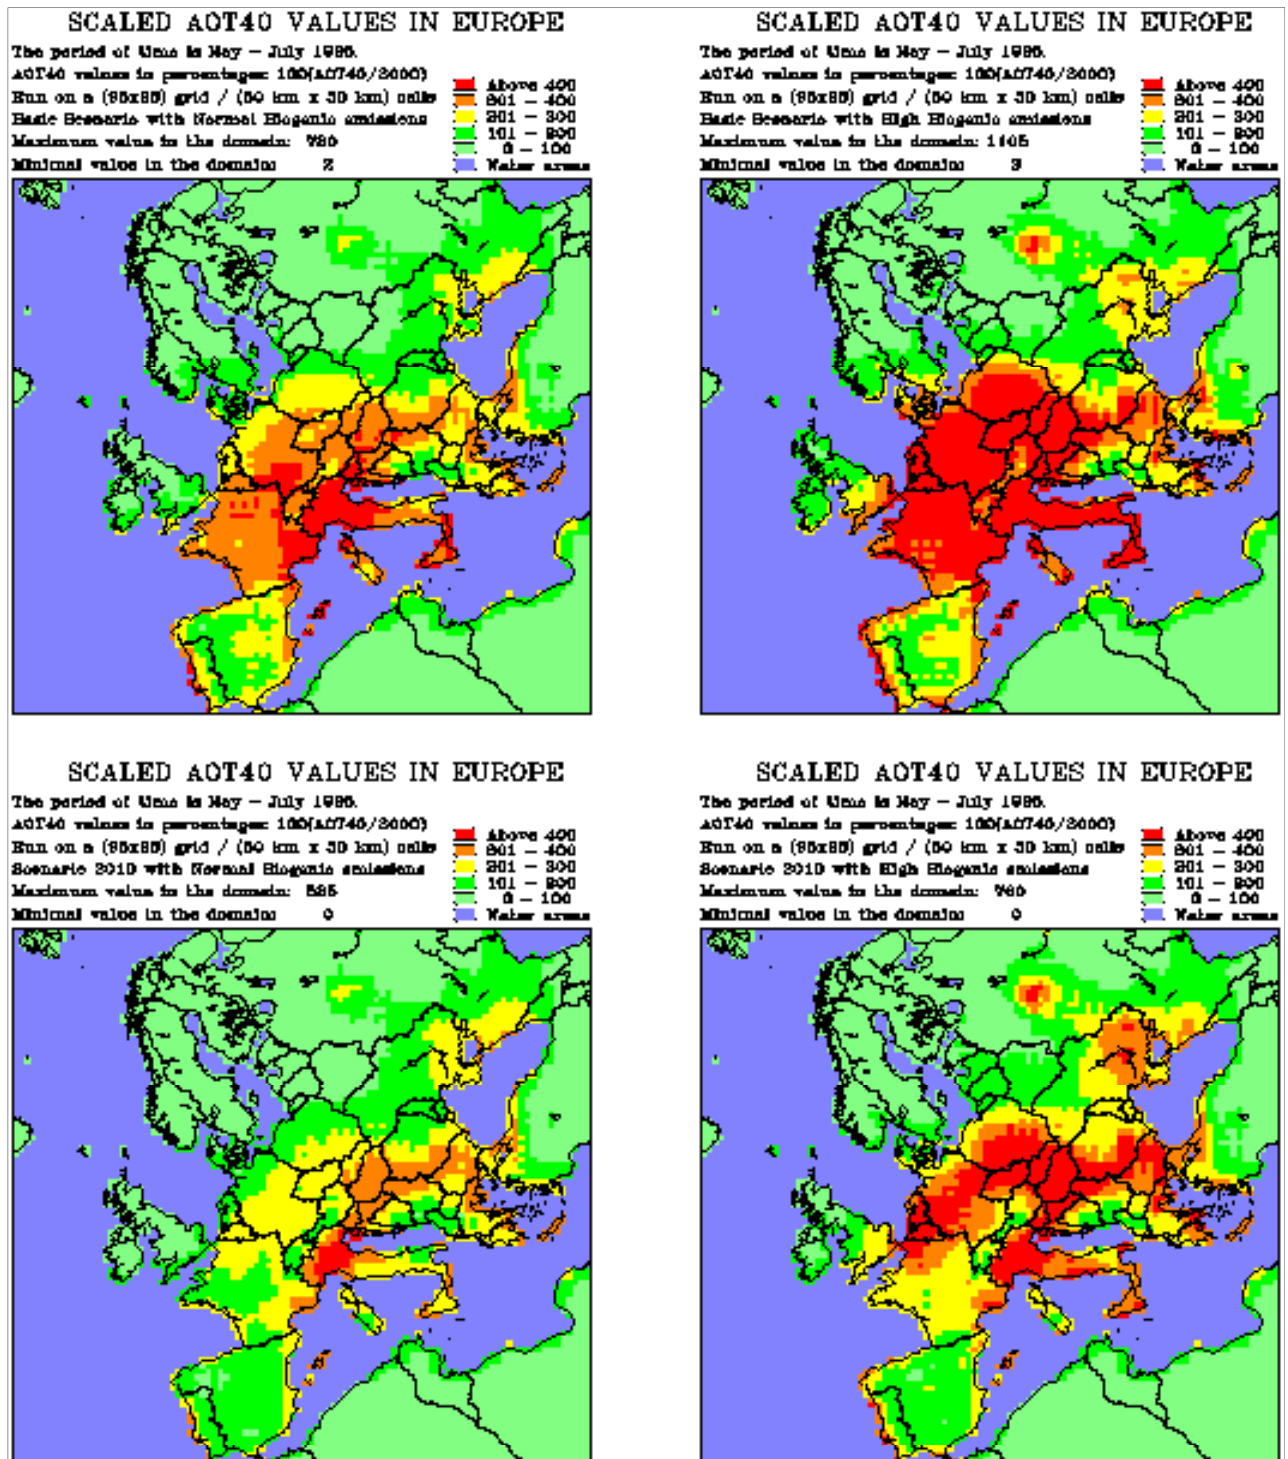 SCALED AOT40 VALUES IN EUROPE
The period of time is May – July 1995.
AOT40 values in percentages: 100(AOT40/3000)
Run on a (96x96) grid / (50 km x 50 km) cells
Basic Scenario with Normal Biogenic emissions
Maximum value in the domain:
Minimal value in the domain: 2
Above 400
301 – 400
201 – 300
101 – 200
0 – 100
Water areas
SCALED AOT40 VALUES IN EUROPE
The period of time is May – July 1995.
AOT40 values in percentages: 100(AOT40/3000)
Run on a (96x96) grid / (50 km x 50 km) cells
Basic Scenario with High Biogenic emissions
Maximum value in the domain:
Minimal value in the domain: 3
Above 400
301 – 400
201 – 300
101 – 200
0 – 100
Water areas
SCALED AOT40 VALUES IN EUROPE
The period of time is May – July 1995.
AOT40 values in percentages: 100(AOT40/3000)
Run on a (96x96) grid / (50 km x 50 km) cells
Scenario 2010 with Normal Biogenic emissions
Maximum value in the domain:
Minimal value in the domain: 0
Above 400
301 – 400
201 – 300
101 – 200
0 – 100
Water areas
SCALED AOT40 VALUES IN EUROPE
The period of time is May – July 1995.
AOT40 values in percentages: 100(AOT40/3000)
Run on a (96x96) grid / (50 km x 50 km) cells
Scenario 2010 with High Biogenic emissions
Maximum value in the domain:
Minimal value in the domain: 0
Above 400
301 – 400
201 – 300
101 – 200
0 – 100
Water areas